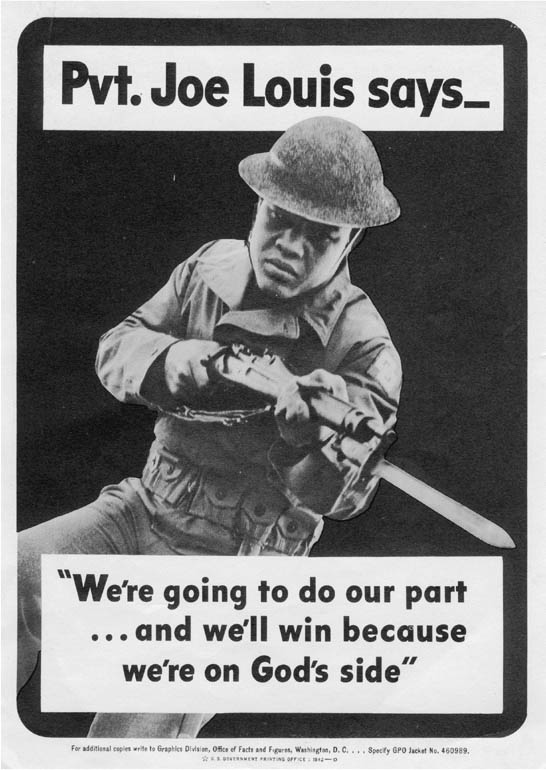 Pvt. Joe Louis says—
"We're going to do our part
...and we'll win because
we're on God's side"
For additional copies write to Graphics Division, Office of Facts and Figures, Washington, D. C. . . . Specify GPO Jacket No. 460989.
☆ U. S. GOVERNMENT PRINTING OFFICE : 1942—O